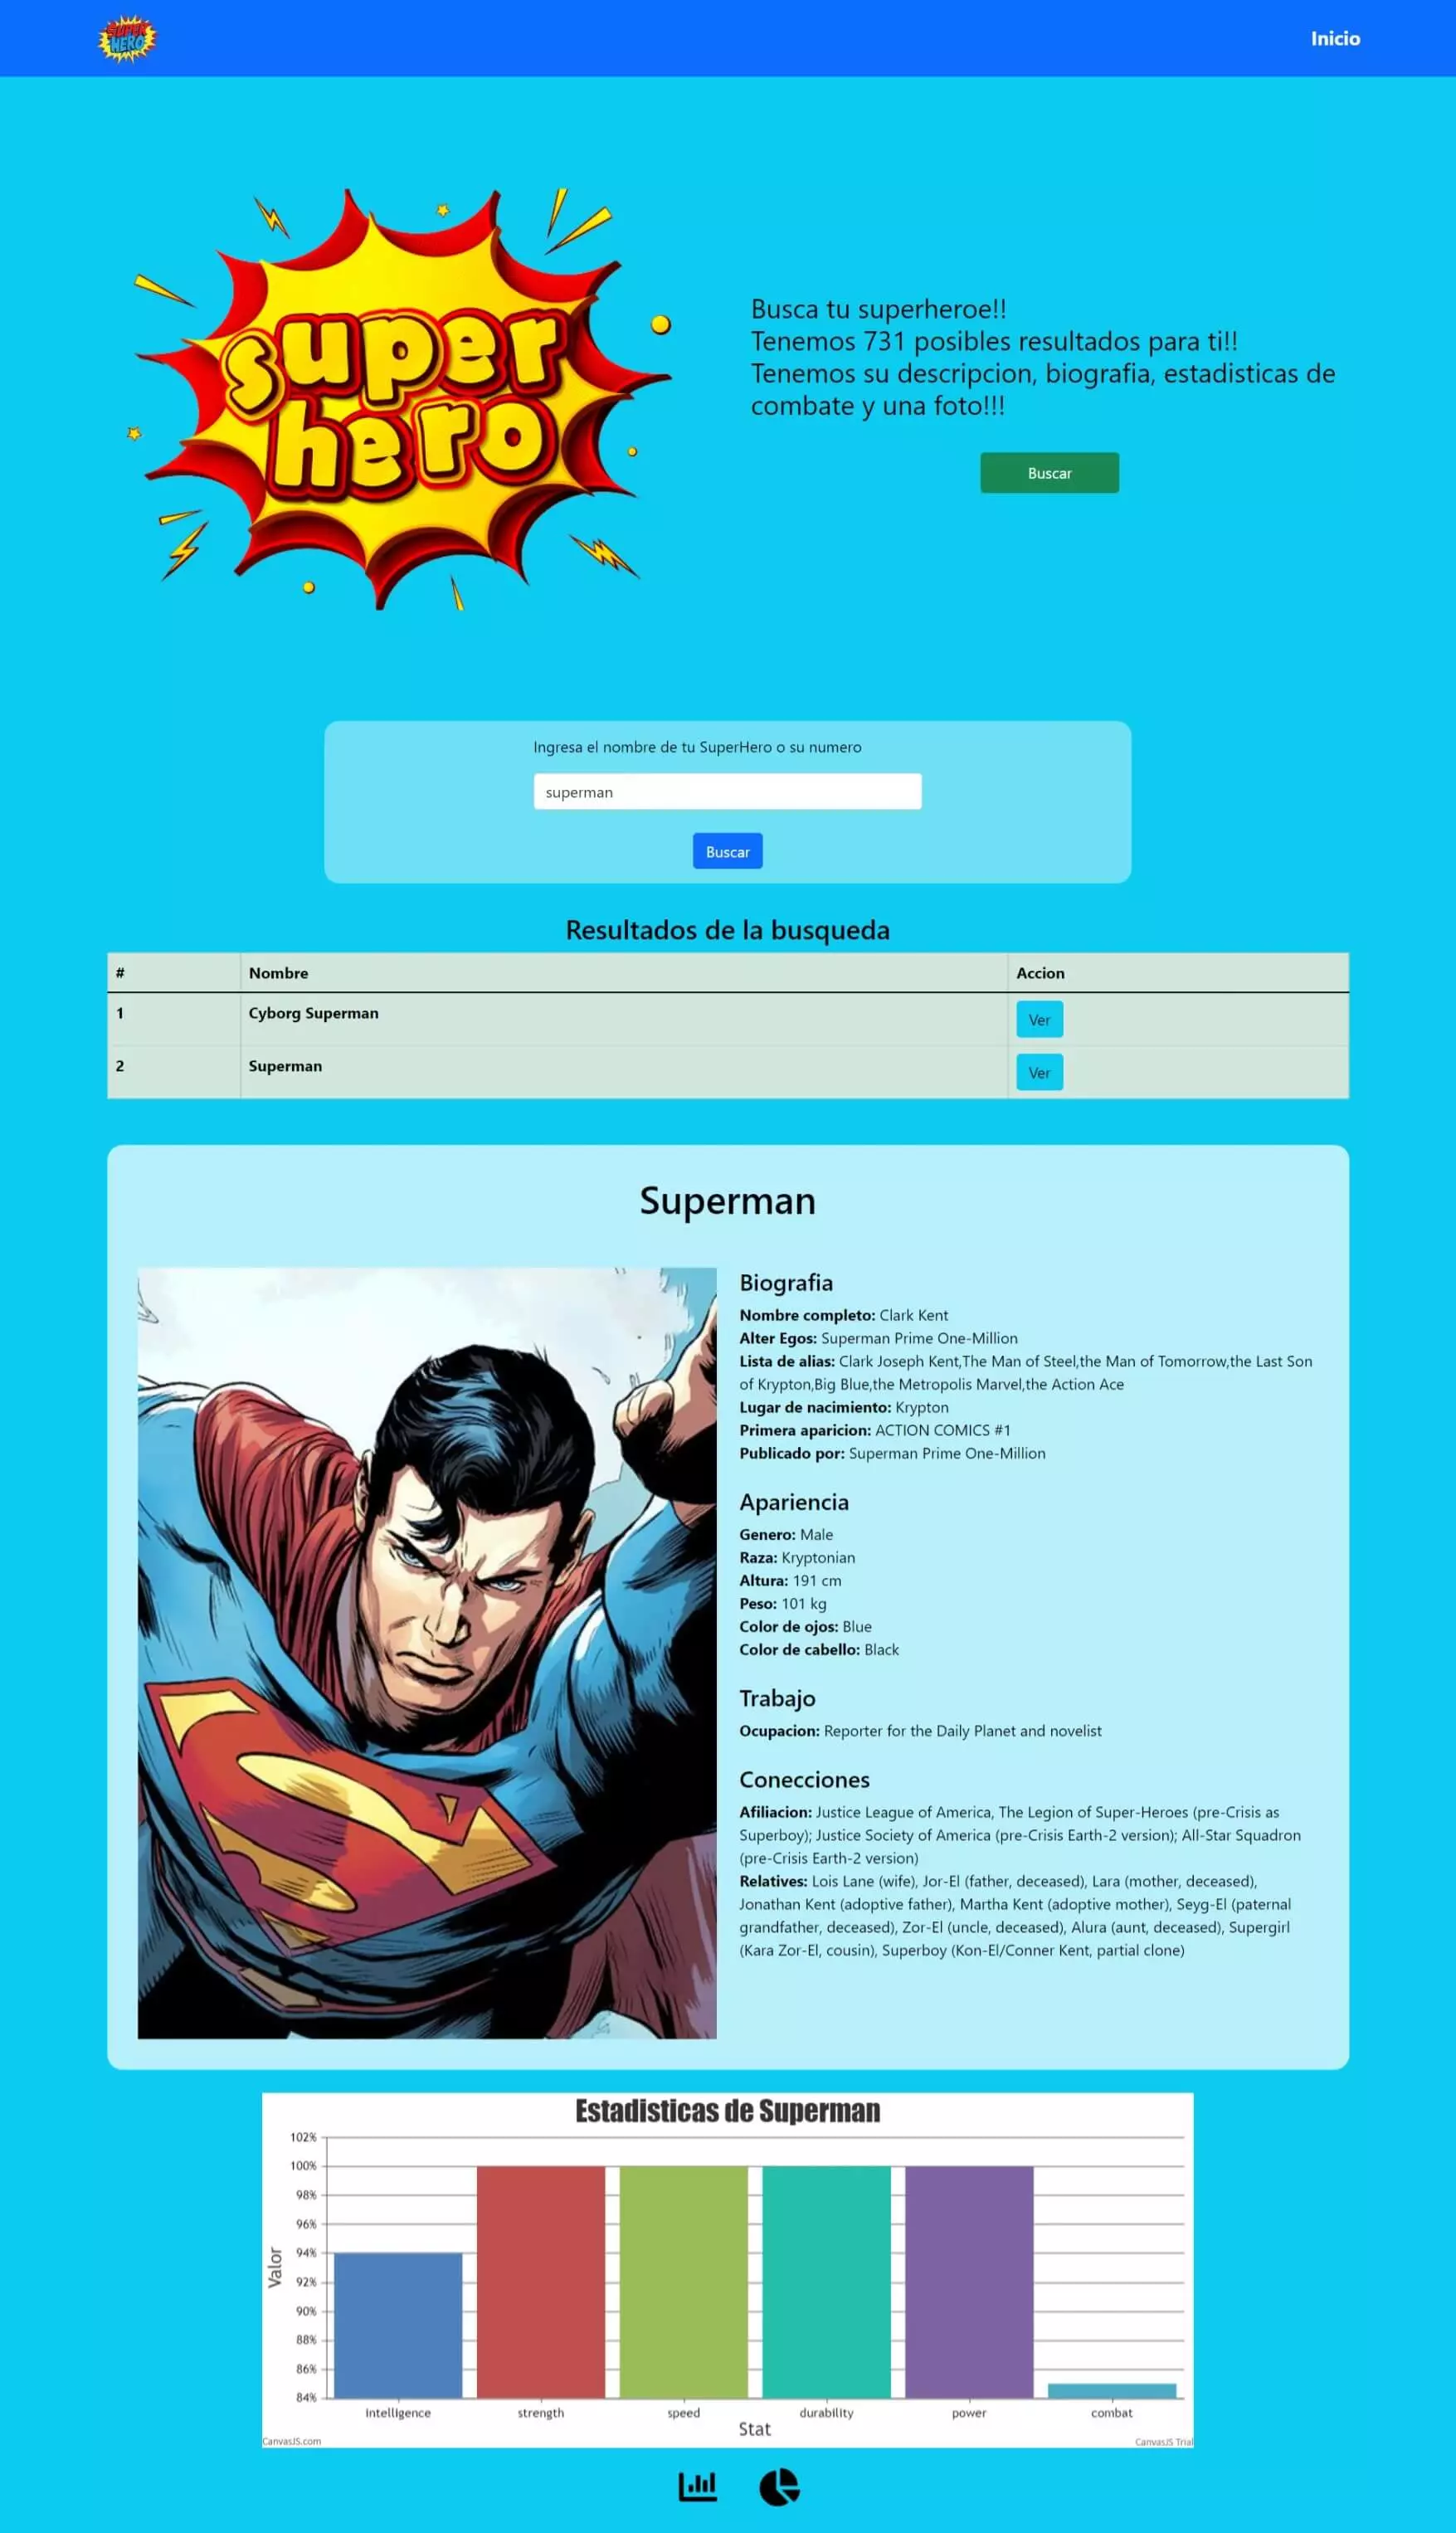 SUPER
HERO
Inicio
super
hero
Busca tu superheroe!!
Tenemos 731 posibles resultados para ti!!
Tenemos su descripcion, biografia, estadisticas de
combate y una foto!!!
Buscar
Ingresa el nombre de tu SuperHero o su numero
superman
Buscar
Resultados de la busqueda
# Nombre Accion
1 Cyborg Superman Ver
2 Superman Ver
Superman
Biografia
Nombre completo: Clark Kent
Alter Egos: Superman Prime One-Million
Lista de alias: Clark Joseph Kent,The Man of Steel,the Man of Tomorrow,the Last Son
of Krypton,Big Blue,the Metropolis Marvel,the Action Ace
Lugar de nacimiento: Krypton
Primera aparicion: ACTION COMICS #1
Publicado por: Superman Prime One-Million
Apariencia
Genero: Male
Raza: Kryptonian
Altura: 191 cm
Peso: 101 kg
Color de ojos: Blue
Color de cabello: Black
Trabajo
Ocupacion: Reporter for the Daily Planet and novelist
Conecciones
Afiliacion: Justice League of America, The Legion of Super-Heroes (pre-Crisis as
Superboy); Justice Society of America (pre-Crisis Earth-2 version); All-Star Squadron
(pre-Crisis Earth-2 version)
Relatives: Lois Lane (wife), Jor-El (father, deceased), Lara (mother, deceased),
Jonathan Kent (adoptive father), Martha Kent (adoptive mother), Seyg-El (paternal
grandfather, deceased), Zor-El (uncle, deceased), Alura (aunt, deceased), Supergirl
(Kara Zor-El, cousin), Superboy (Kon-El/Conner Kent, partial clone)
Estadisticas de Superman
102%
100%
98%
96%
94%
92%
90%
88%
86%
84%
Valor
intelligence strength speed durability power combat
Stat
CanvasJS.com CanvasJS Trial